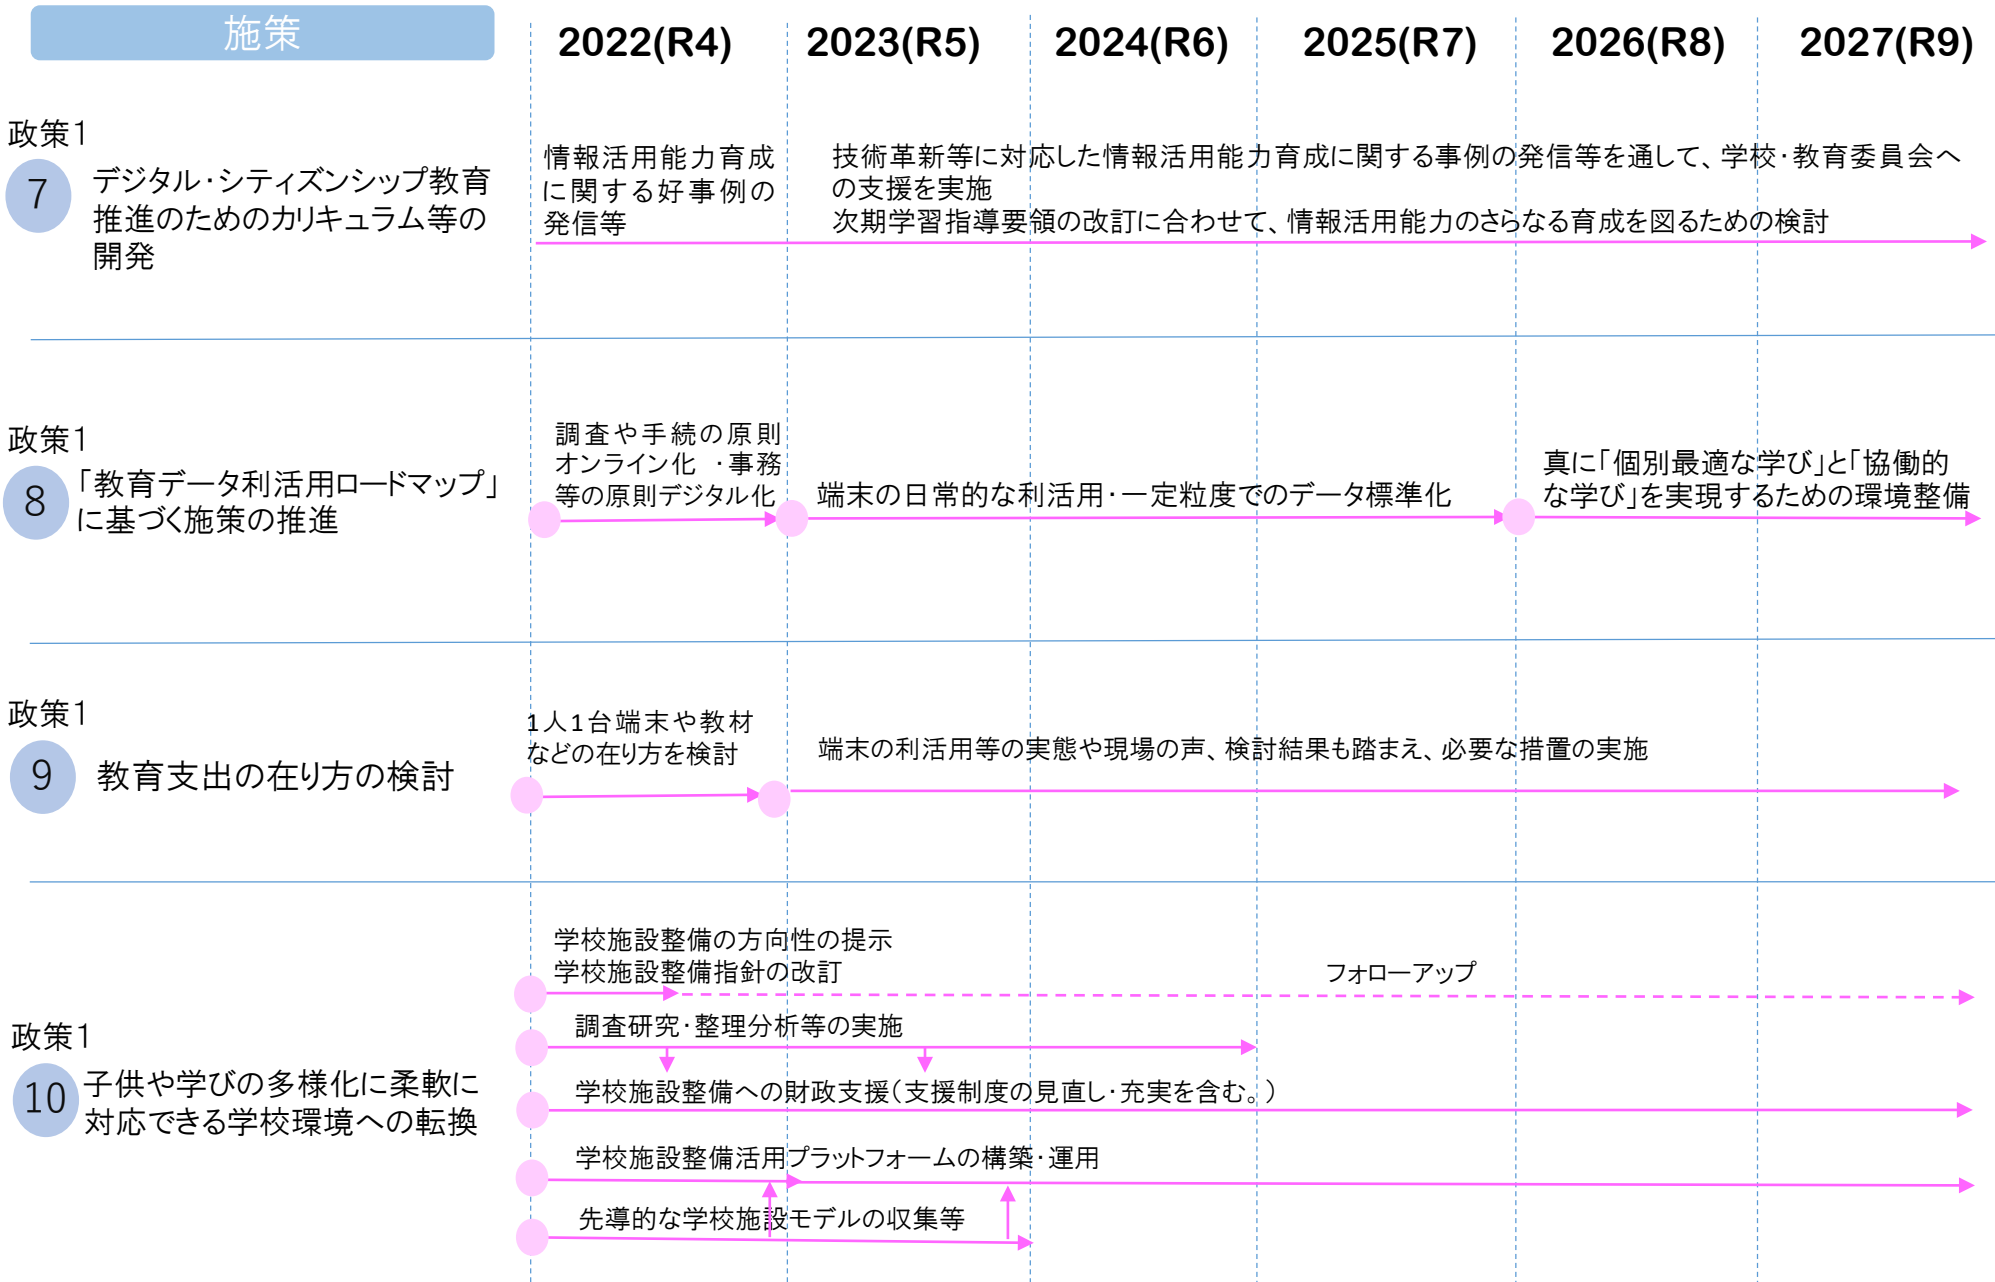 施策
2022(R4)
2023(R5)
2024(R6)
2025(R7)
2026(R8)
2027(R9)
政策1
7
デジタル・シティズンシップ教育
推進のためのカリキュラム等の
開発
情報活用能力育成
に関する好事例の
発信等
技術革新等に対応した情報活用能力育成に関する事例の発信等を通して、学校・教育委員会へ
の支援を実施
次期学習指導要領の改訂に合わせて、情報活用能力のさらなる育成を図るための検討
政策1
8
「教育データ利活用ロードマップ」
に基づく施策の推進
調査や手続の原則
オンライン化 ・事務
等の原則デジタル化
端末の日常的な利活用・一定粒度でのデータ標準化
真に「個別最適な学び」と「協働的
な学び」を実現するための環境整備
政策1
9
教育支出の在り方の検討
1人1台端末や教材
などの在り方を検討
端末の利活用等の実態や現場の声、検討結果も踏まえ、必要な措置の実施
政策1
10
子供や学びの多様化に柔軟に
対応できる学校環境への転換
学校施設整備の方向性の提示
学校施設整備指針の改訂
フォローアップ
調査研究・整理分析等の実施
学校施設整備への財政支援(支援制度の見直し・充実を含む。)
学校施設整備活用プラットフォームの構築・運用
先導的な学校施設モデルの収集等